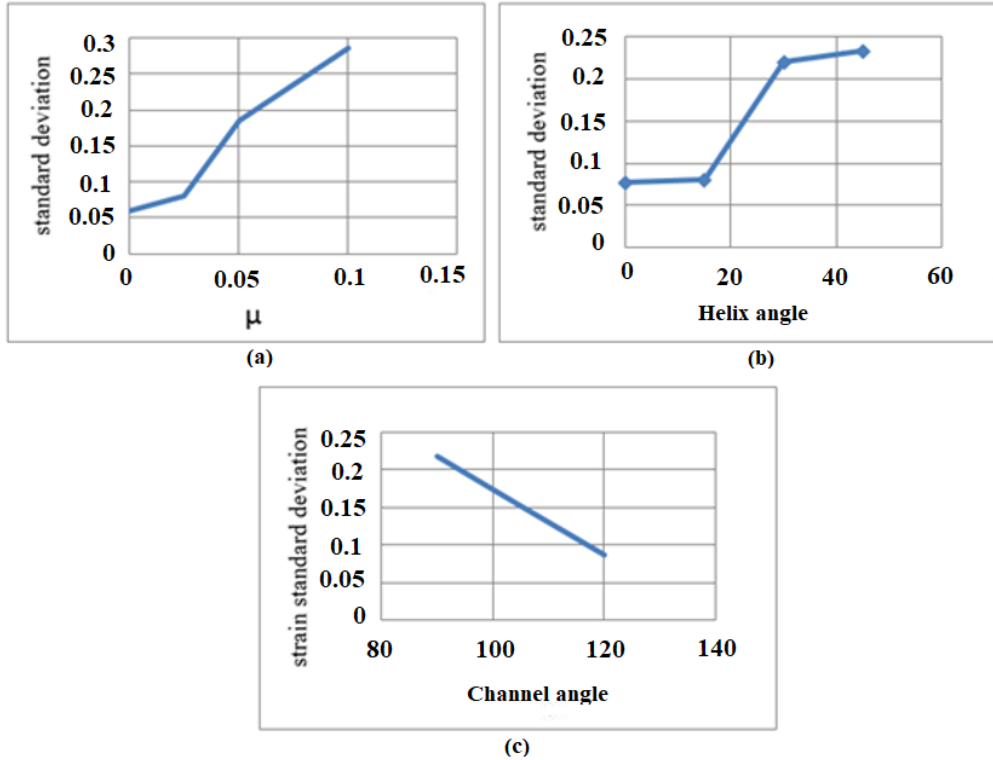 standard deviation
0.3
0.25
0.2
0.15
0.1
0.05
0
0 0.05 0.1 0.15
μ
(a)
standard deviation
0.25
0.2
0.15
0.1
0.05
0
0 20 40 60
Helix angle
(b)
strain standard deviation
0.25
0.2
0.15
0.1
0.05
0
80 100 120 140
Channel angle
(c)